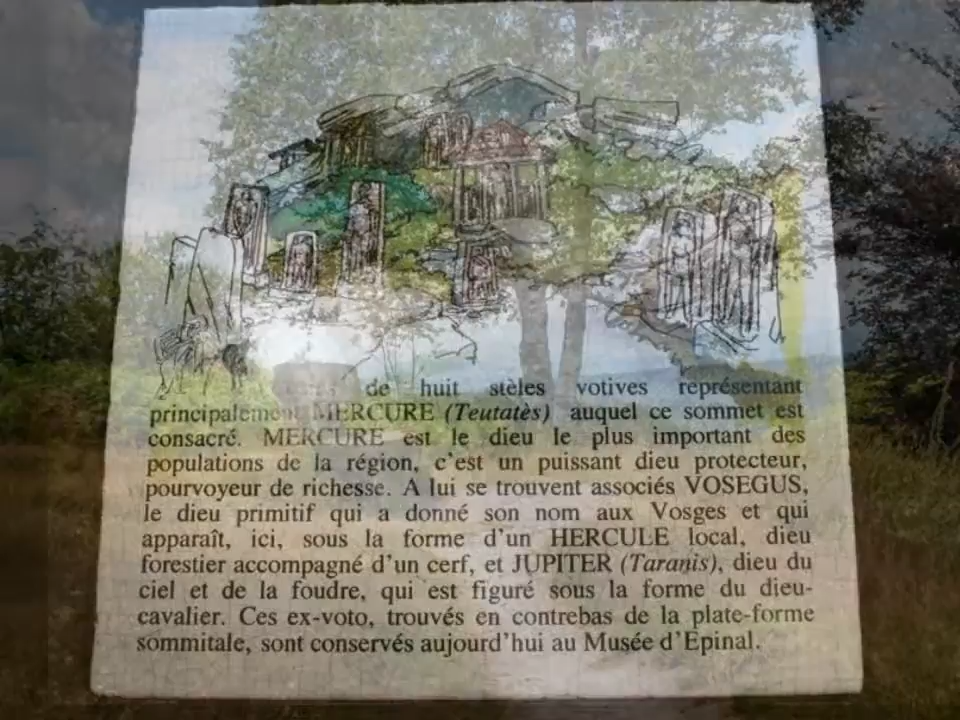 de huit stèles votives représentant
principalement MERCURE (Teutatès) auquel ce sommet est
consacré. MERCURE est le dieu le plus important des
populations de la région, c'est un puissant dieu protecteur,
pourvoyeur de richesse. A lui se trouvent associés VOSEGUS,
le dieu primitif qui a donné son nom aux Vosges et qui
apparaît, ici, sous la forme d'un HERCULE local, dieu
forestier accompagné d'un cerf, et JUPITER (Taranis), dieu du
ciel et de la foudre, qui est figuré sous la forme du dieu-
cavalier. Ces ex-voto, trouvés en contrebas de la plate-forme
sommitale, sont conservés aujourd'hui au Musée d'Epinal.